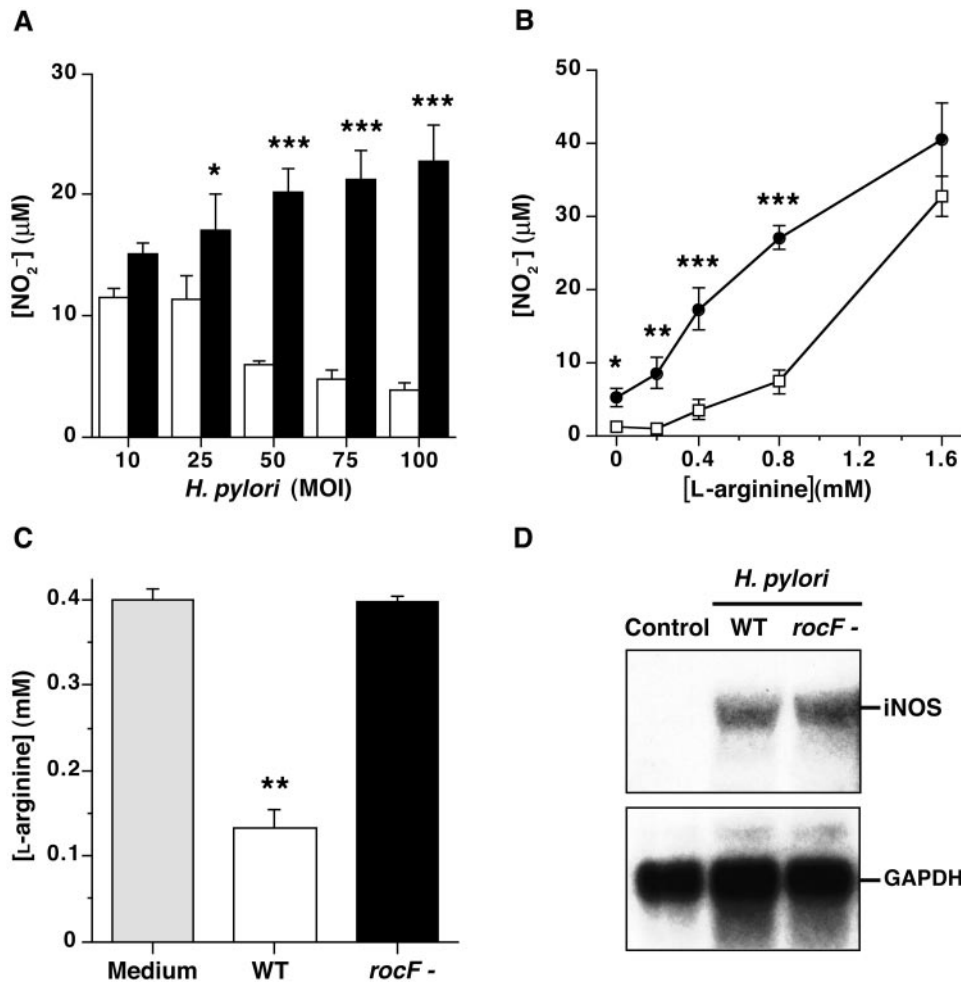 A
[NO₂⁻] (μM)
30
20
10
0
*
***
***
***
10 25 50 75 100
H. pylori (MOI)
B
[NO₂⁻] (μM)
50
40
30
20
10
0
*
**
***
***
0 0.4 0.8 1.2 1.6
[L-arginine](mM)
C
[L-arginine] (mM)
0.4
0.3
0.2
0.1
0
**
Medium WT rocF -
D
H. pylori
Control WT rocF -
iNOS
GAPDH